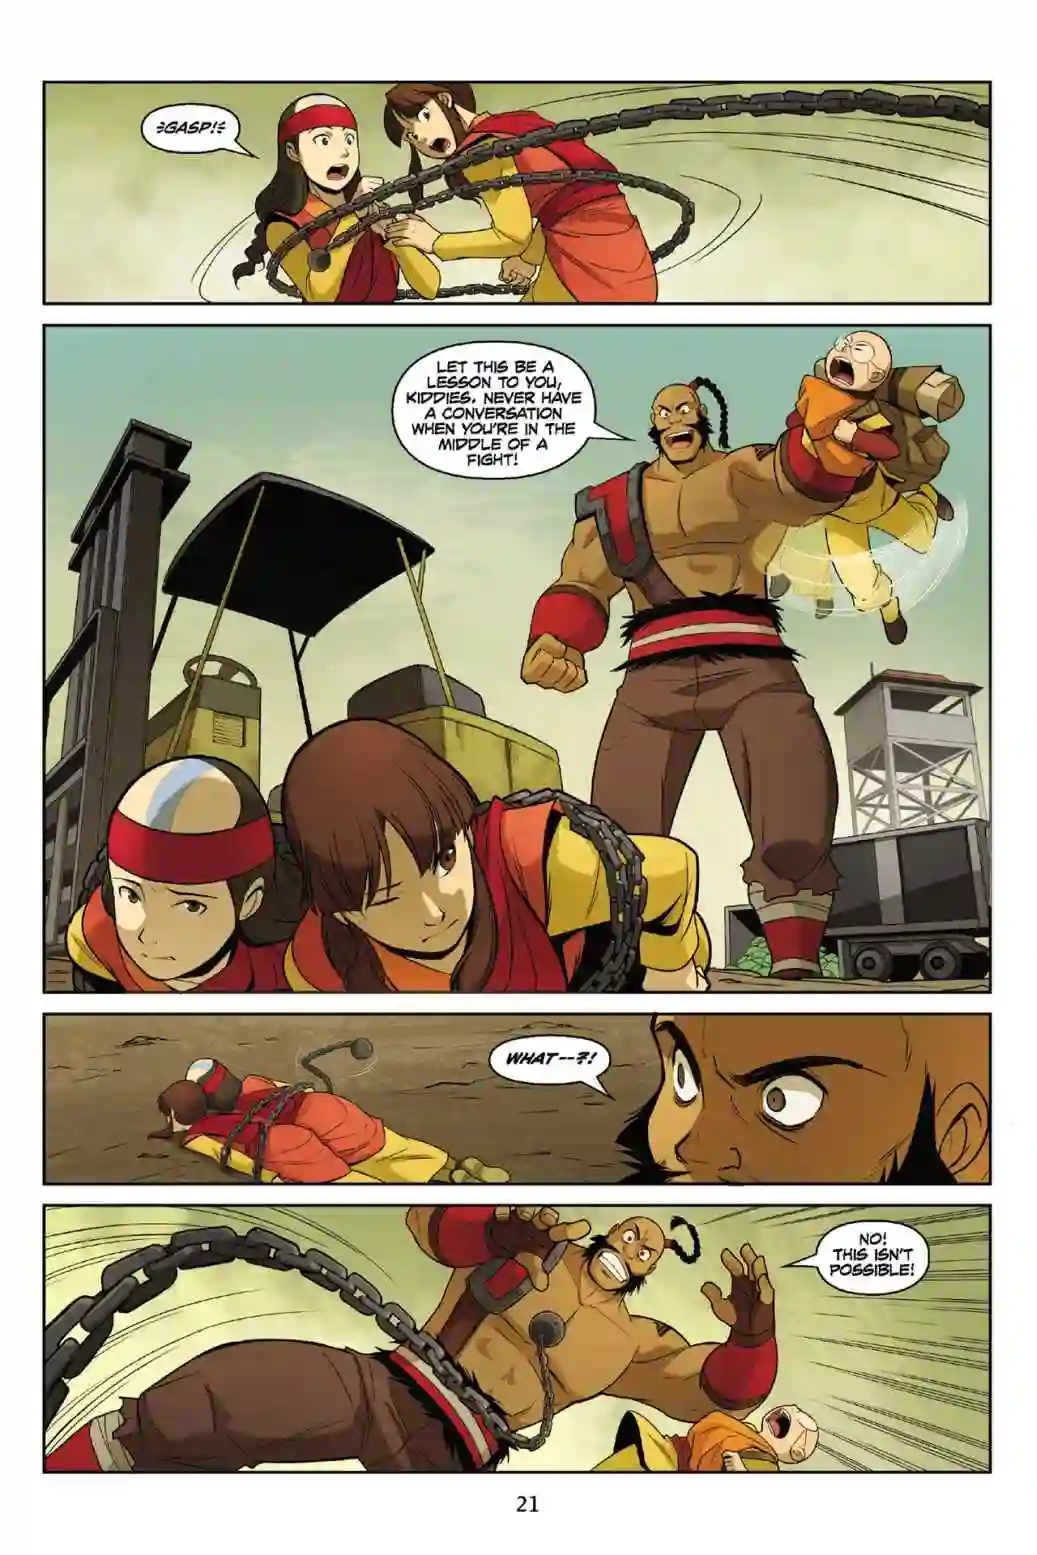 GASP!
LET THIS BE A
LESSON TO YOU,
KIDDIES. NEVER HAVE
A CONVERSATION
WHEN YOU'RE IN THE
MIDDLE OF A
FIGHT!
WHAT--?!
NO!
THIS ISN'T
POSSIBLE!
21